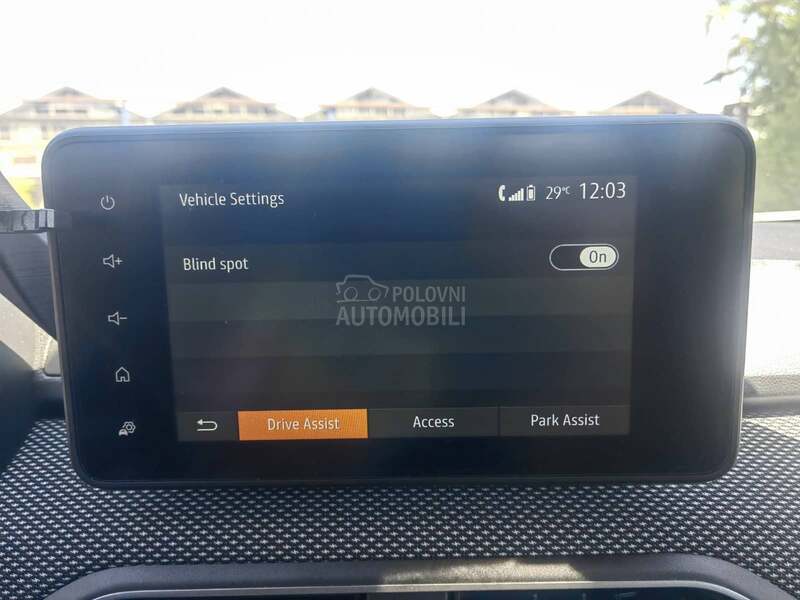 Vehicle Settings
29°C 12:03
Blind spot
On
POLOVNI
AUTOMOBILI
Drive Assist
Access
Park Assist